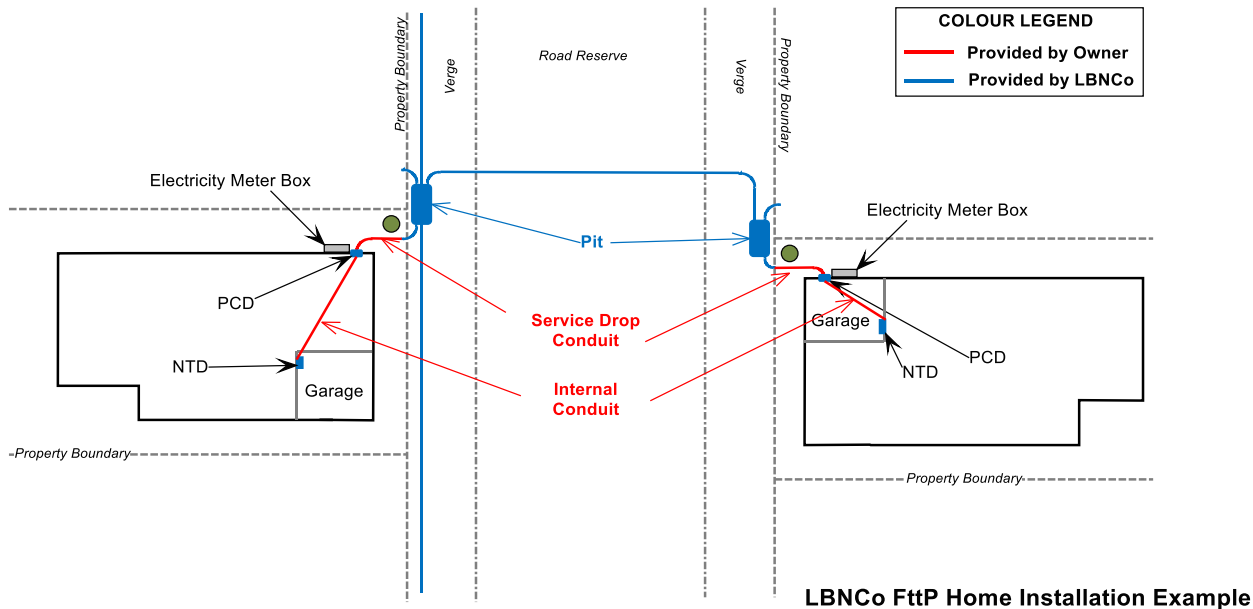 COLOUR LEGEND
Provided by Owner
Provided by LBNCo
Property Boundary
Verge
Road Reserve
Verge
Property Boundary
Electricity Meter Box
Electricity Meter Box
Pit
PCD
Service Drop
Conduit
Garage
PCD
NTD
NTD
Internal
Conduit
Garage
Property Boundary
Property Boundary
LBNCo FttP Home Installation Example